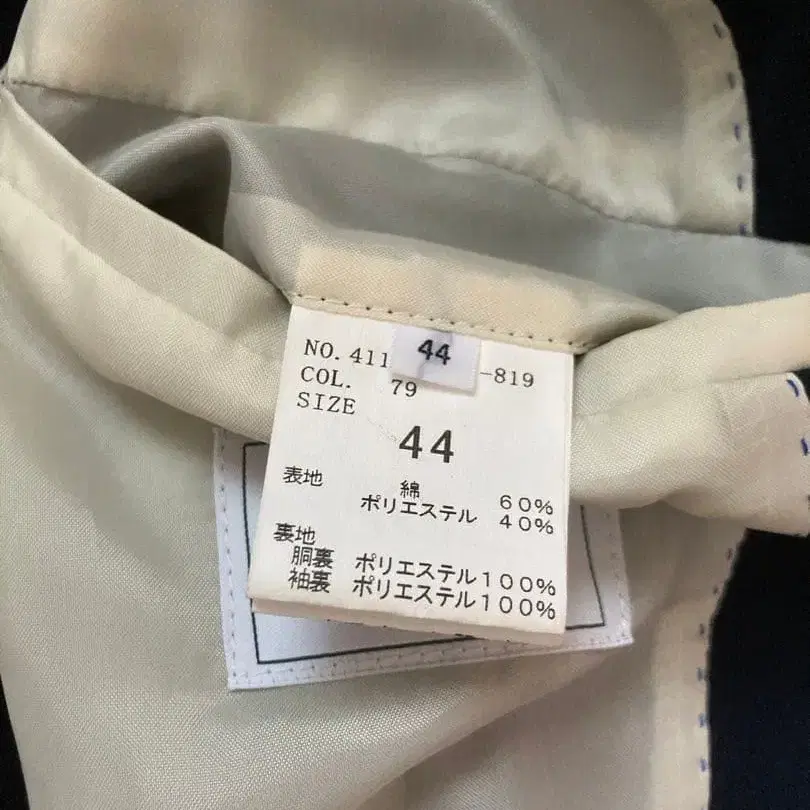 NO. 411 -819
44
COL. 79
SIZE
44
表地 綿 60%
ポリエステル 40%
裏地
胴裏 ポリエステル100%
袖裏 ポリエステル100%